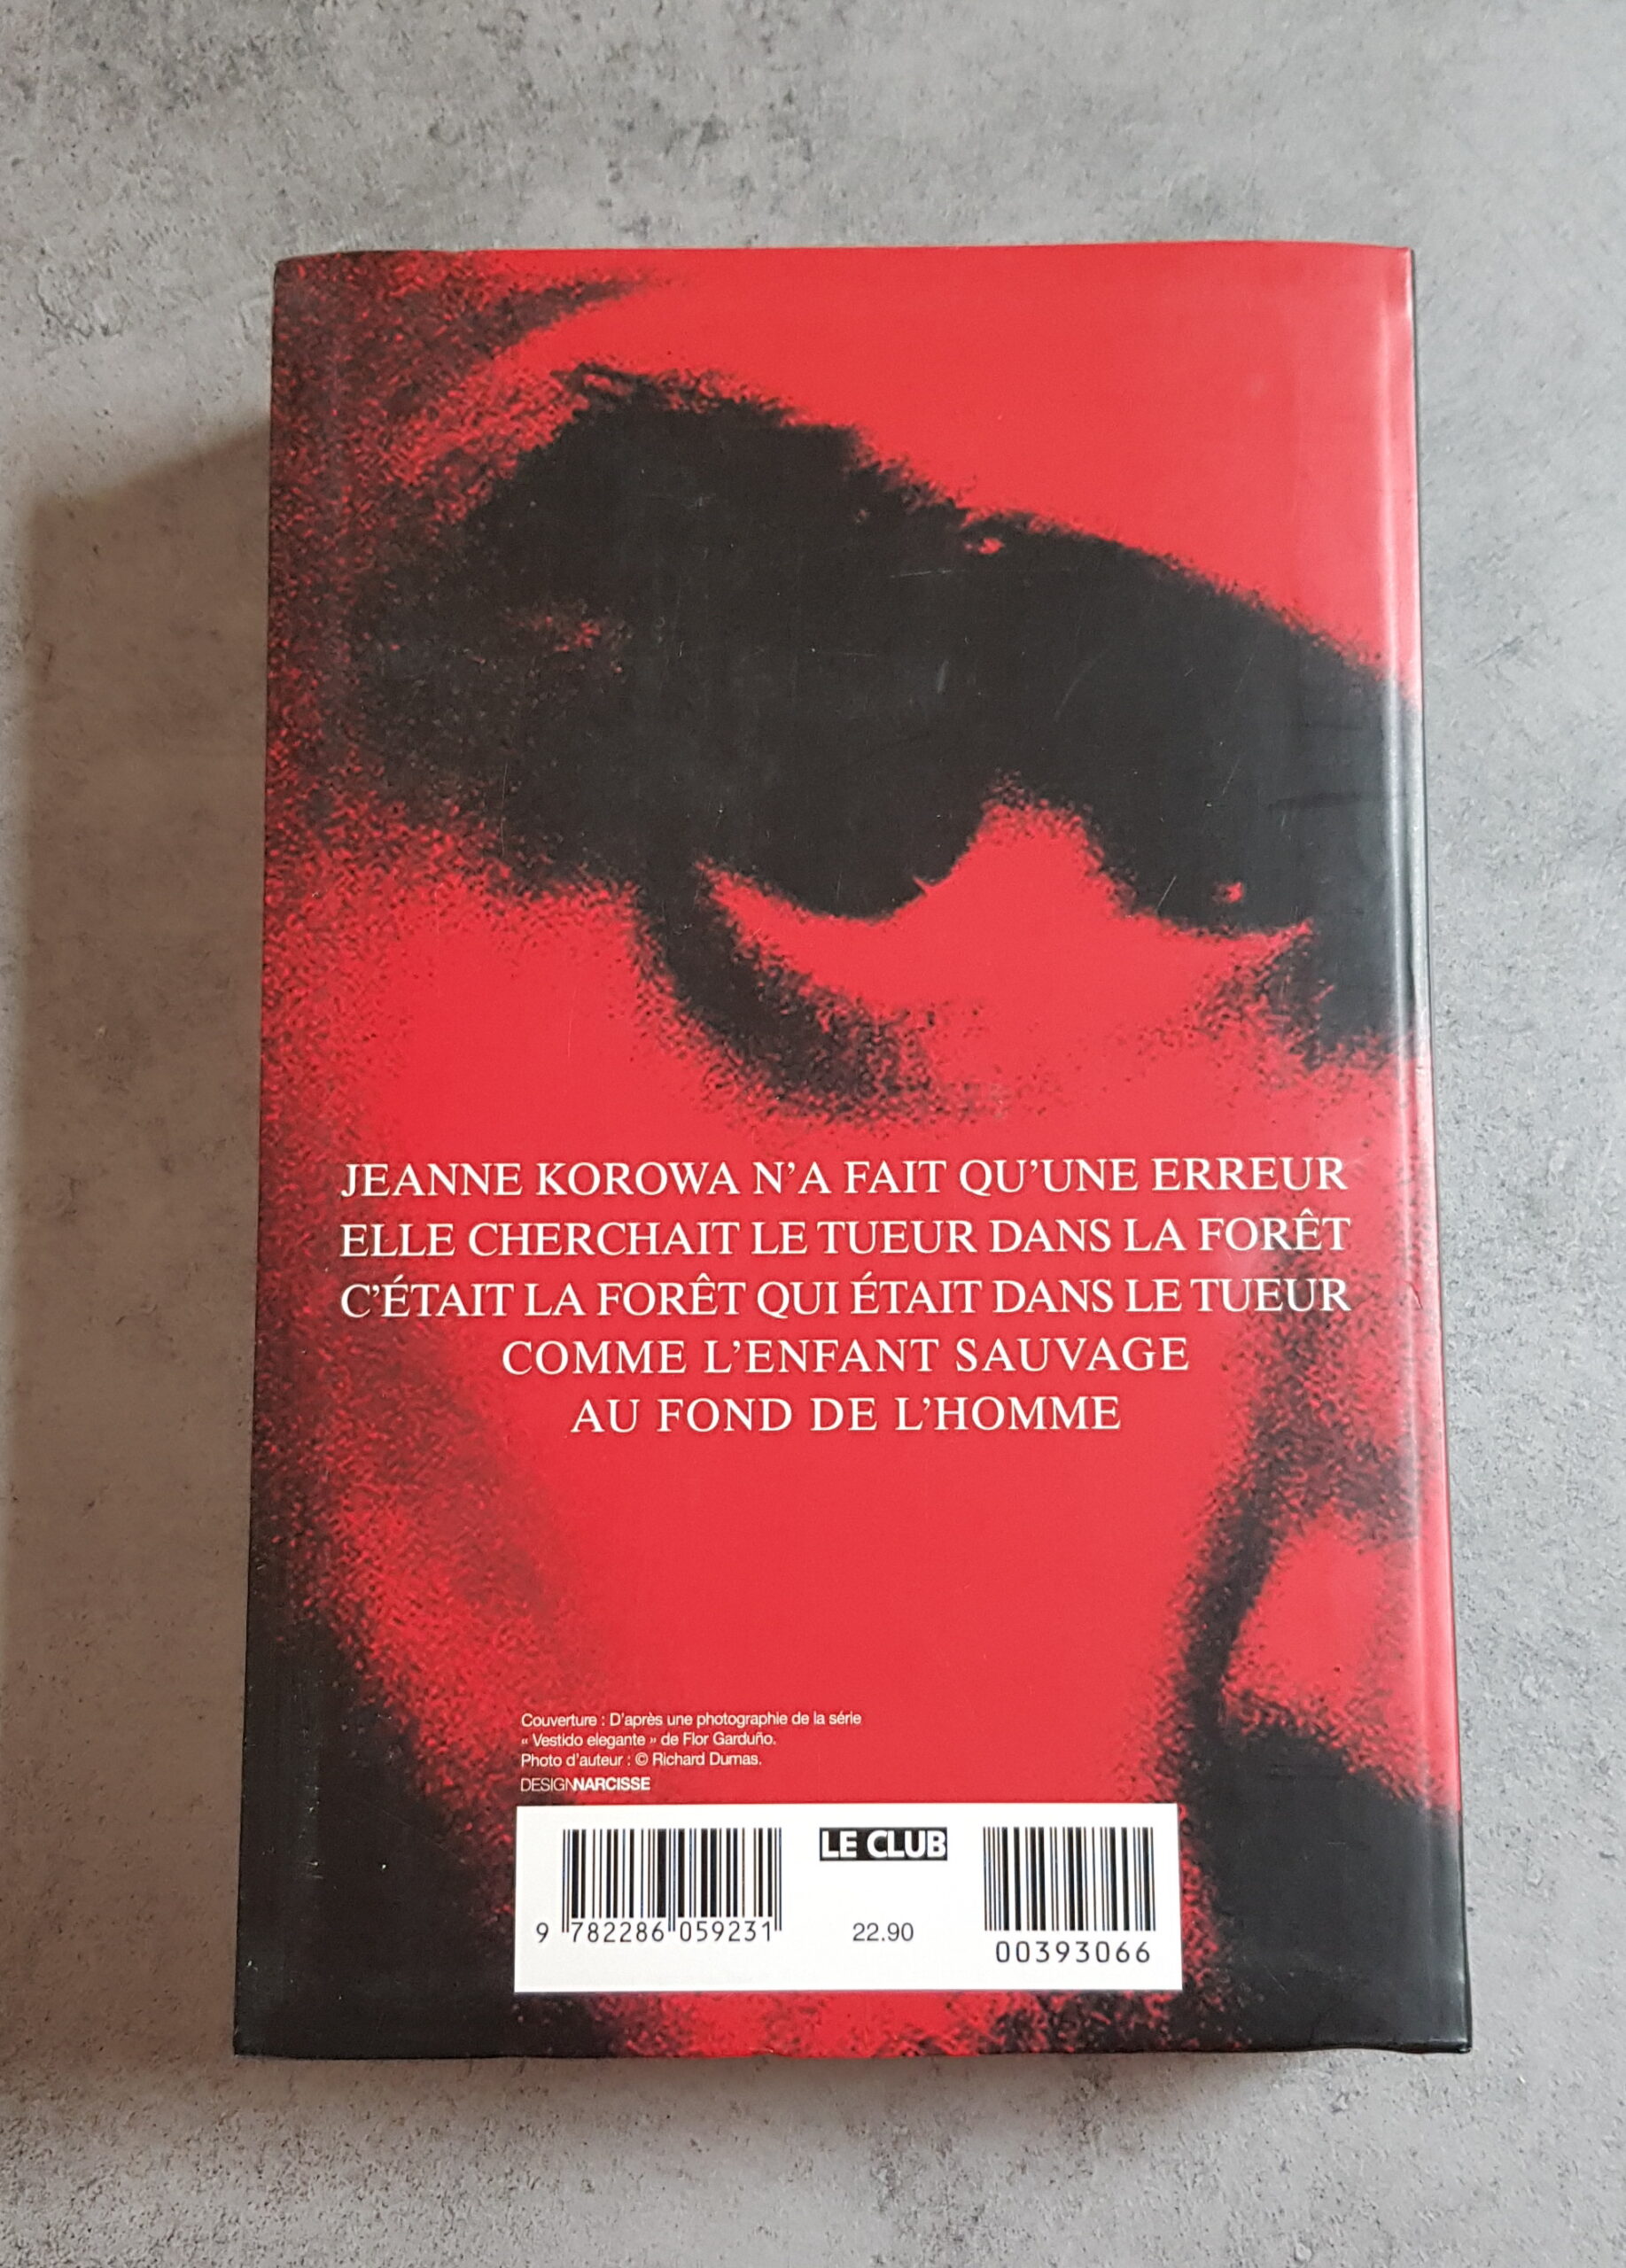 JEANNE KOROWA N'A FAIT QU'UNE ERREUR
ELLE CHERCHAIT LE TUEUR DANS LA FORÊT
C'ÉTAIT LA FORÊT QUI ÉTAIT DANS LE TUEUR
COMME L'ENFANT SAUVAGE
AU FOND DE L'HOMME
Couverture : D'après une photographie de la série
« Vestido elegante » de Flor Garduño.
Photo d'auteur : © Richard Dumas.
DESIGNNARCISSE
LE CLUB
9 782286 059231
22.90
00393066